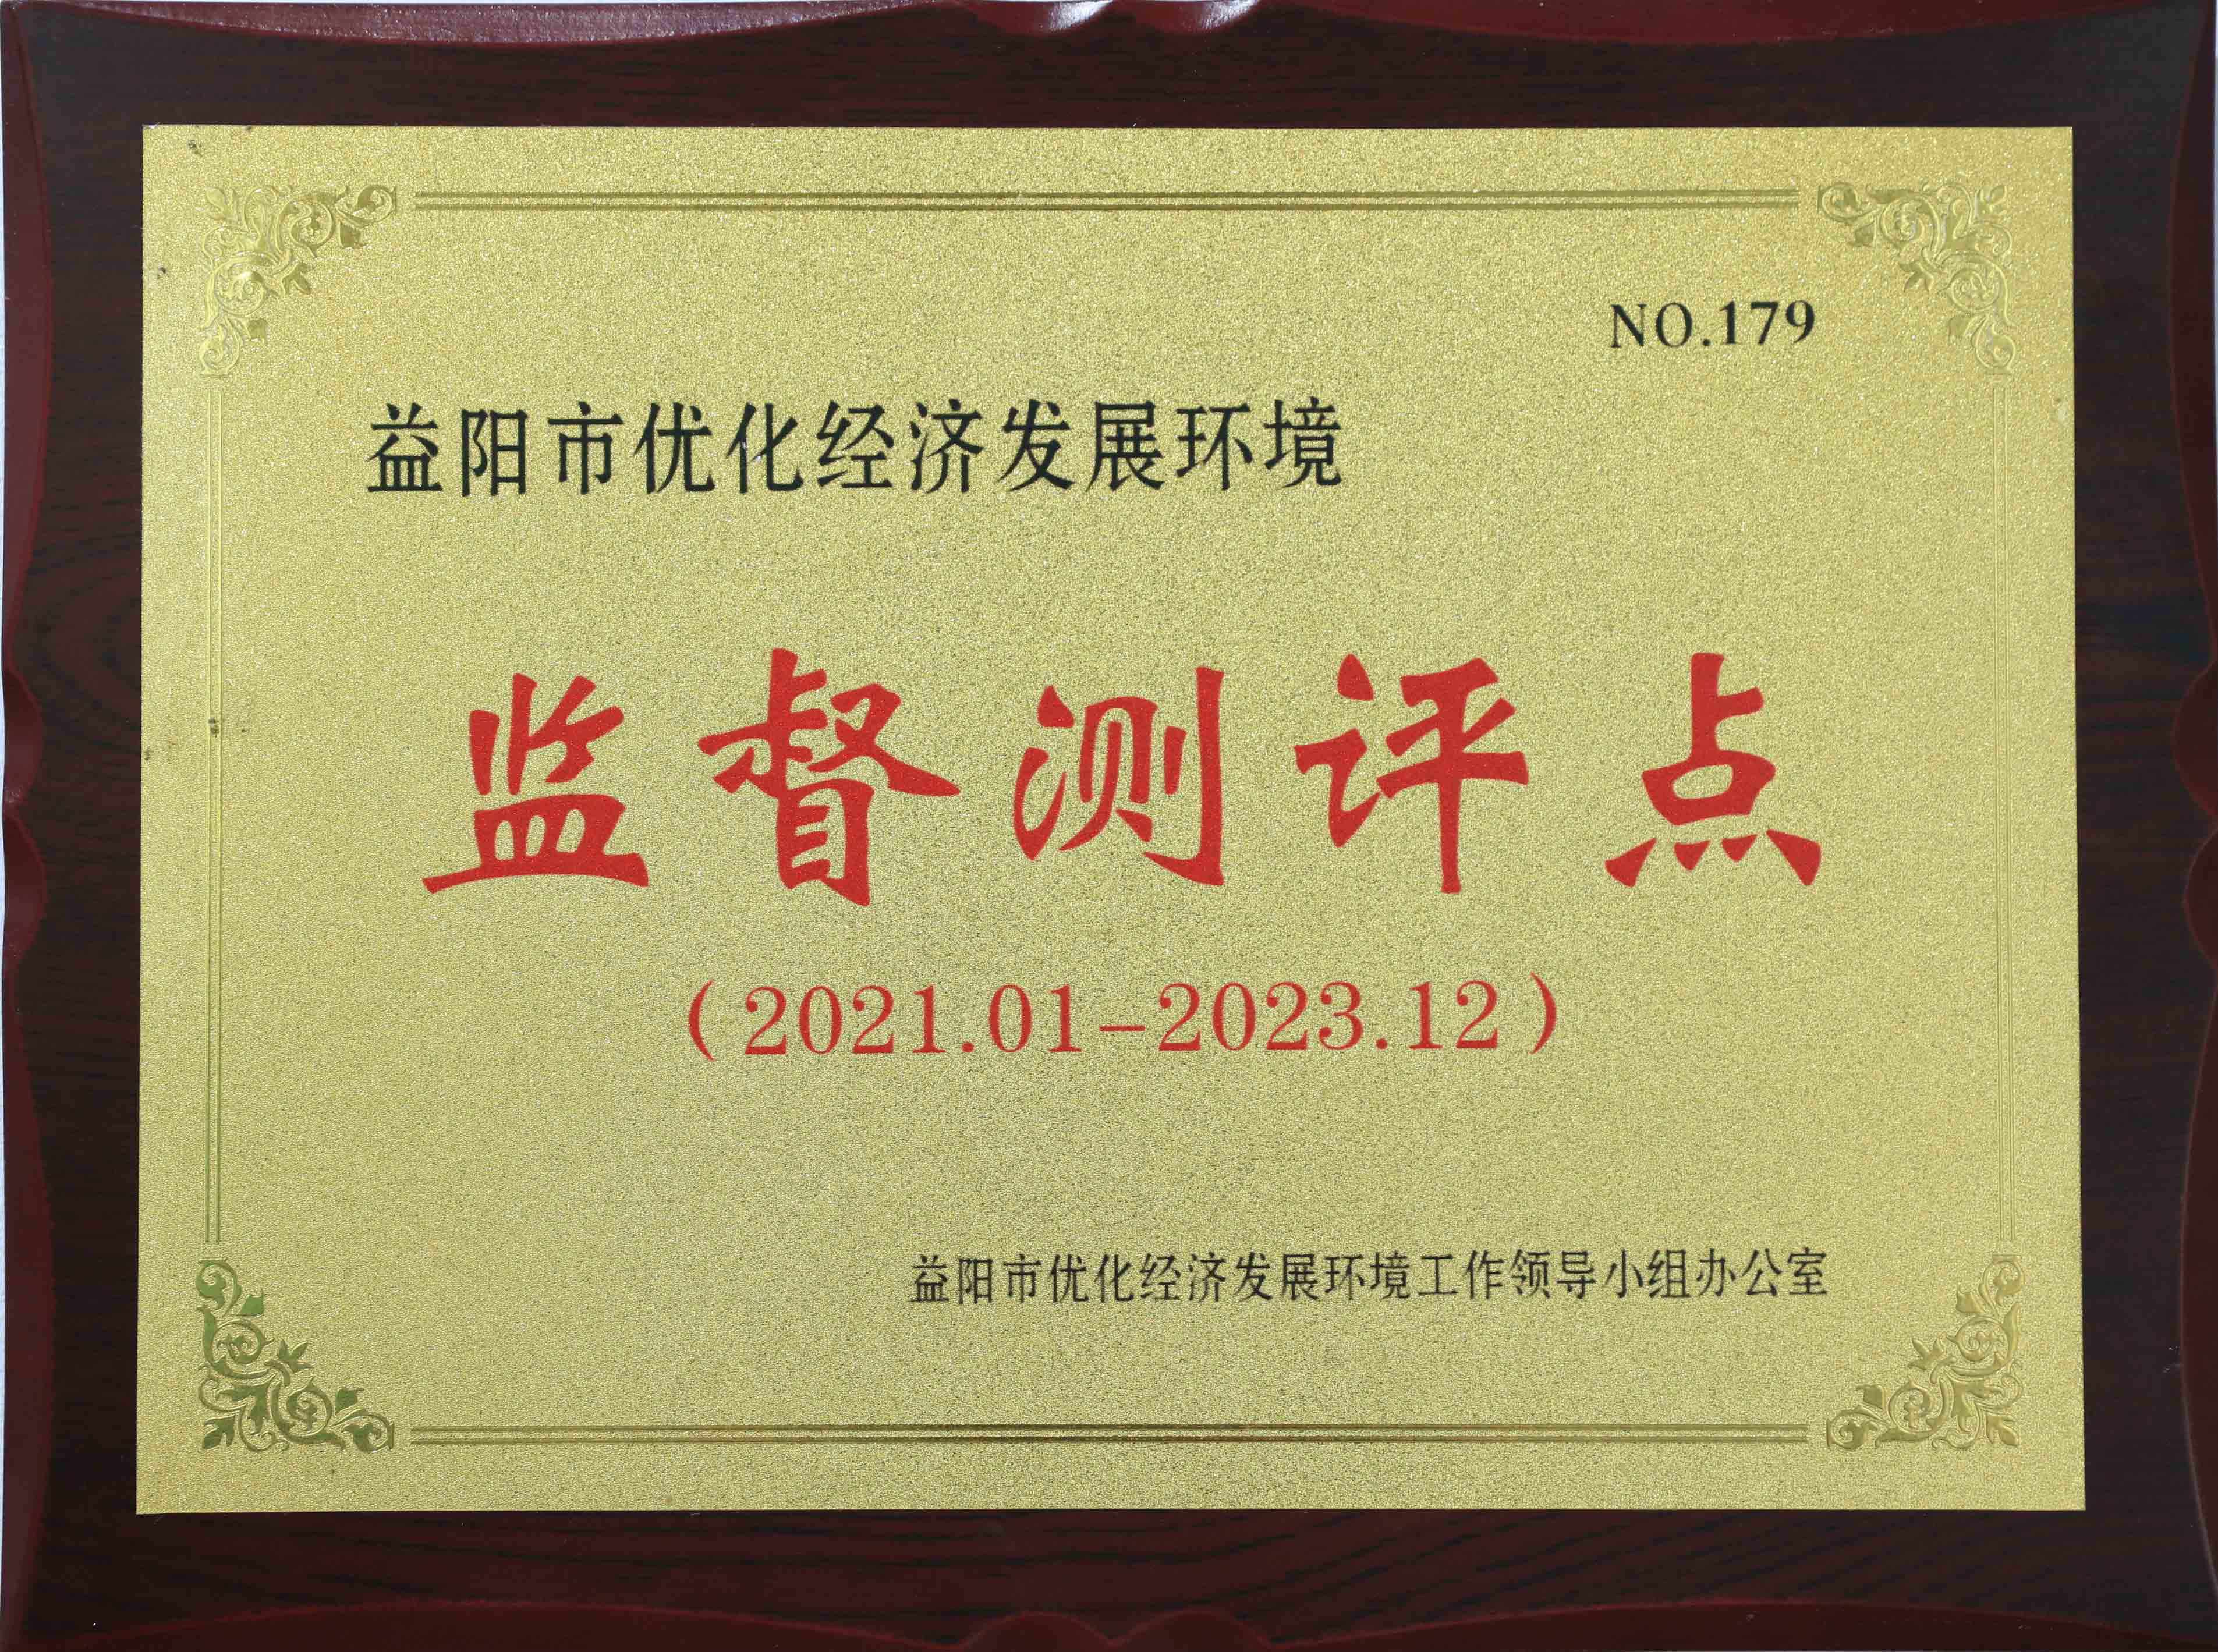 NO.179
益阳市优化经济发展环境
监督测评点
（2021.01-2023.12）
益阳市优化经济发展环境工作领导小组办公室